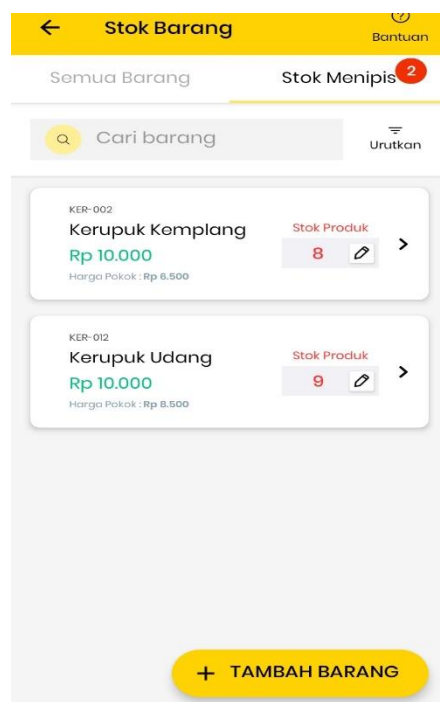 Stok Barang
Bantuan
Semua Barang
Stok Menipis
2
Cari barang
Urutkan
KER-002
Kerupuk Kemplang
Rp 10.000
Harga Pokok : Rp 6.500
Stok Produk
8
KER-012
Kerupuk Udang
Rp 10.000
Harga Pokok : Rp 8.500
Stok Produk
9
+ TAMBAH BARANG